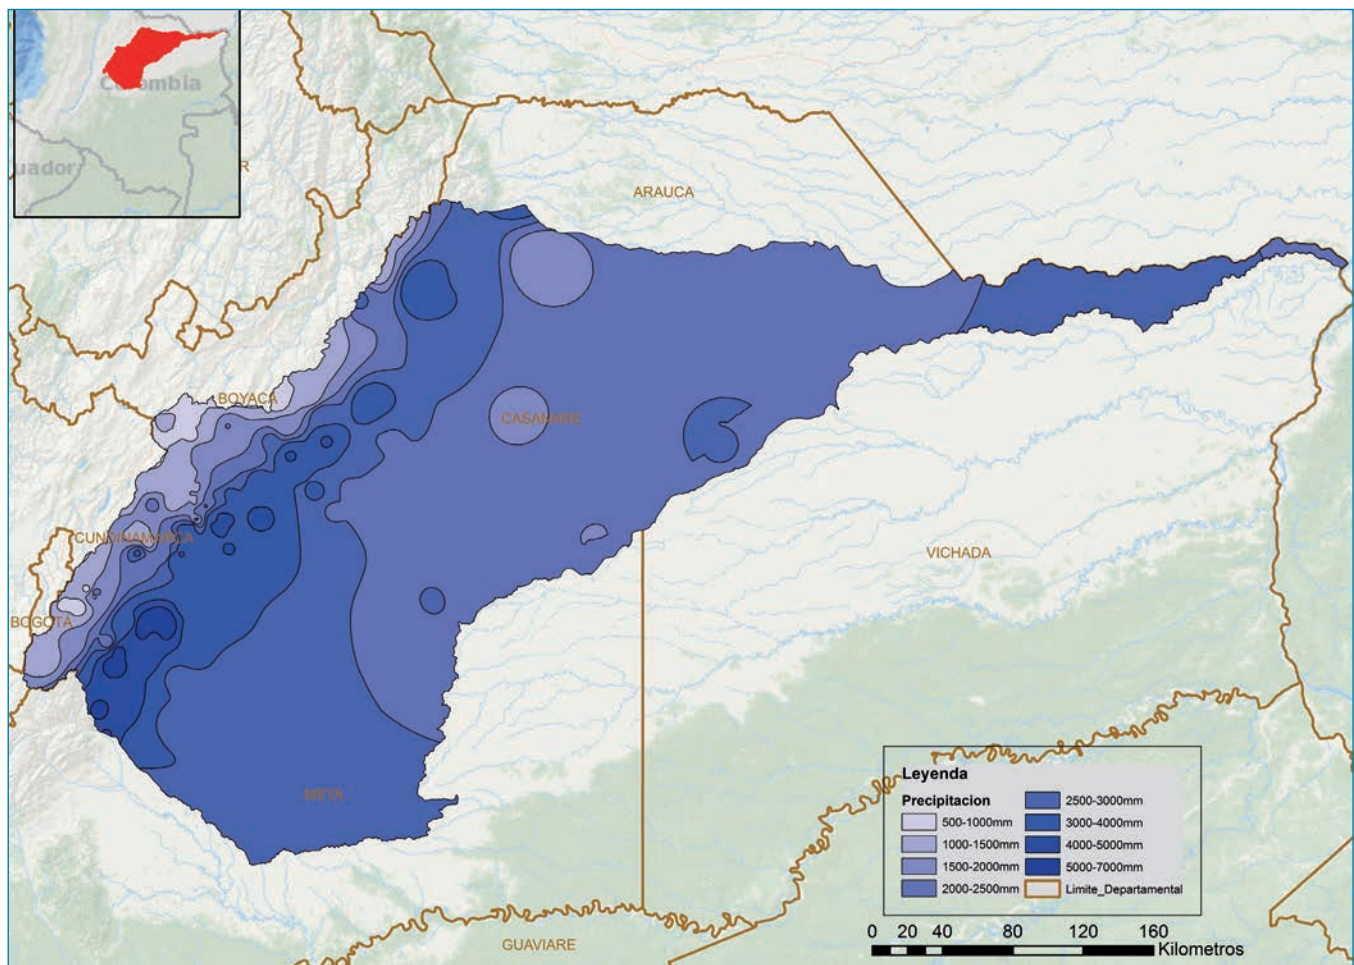 Colombia
uador
R
ARAUCA
BOYACA
CASANARE
CUNDINAMARCA
VICHADA
BOGOTÁ
META
GUAVIARE
Leyenda
Precipitacion
500-1000mm
1000-1500mm
1500-2000mm
2000-2500mm
2500-3000mm
3000-4000mm
4000-5000mm
5000-7000mm
Limite_Departamental
0 20 40 80 120 160
Kilometros